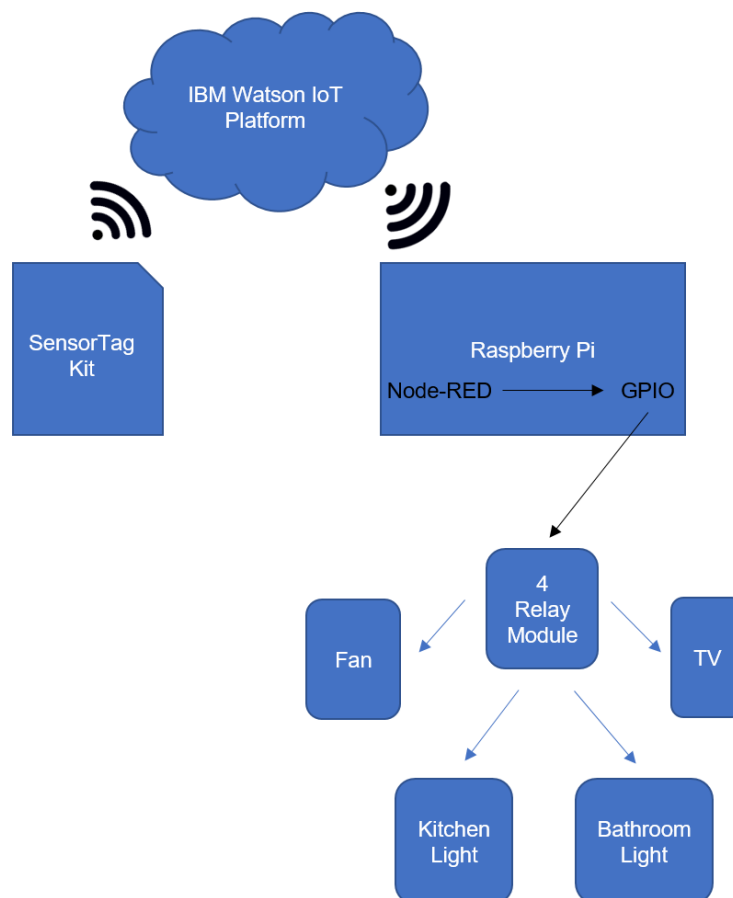 IBM Watson IoT
Platform
SensorTag
Kit
Raspberry Pi
Node-RED
GPIO
4
Relay
Module
Fan
TV
Kitchen
Light
Bathroom
Light